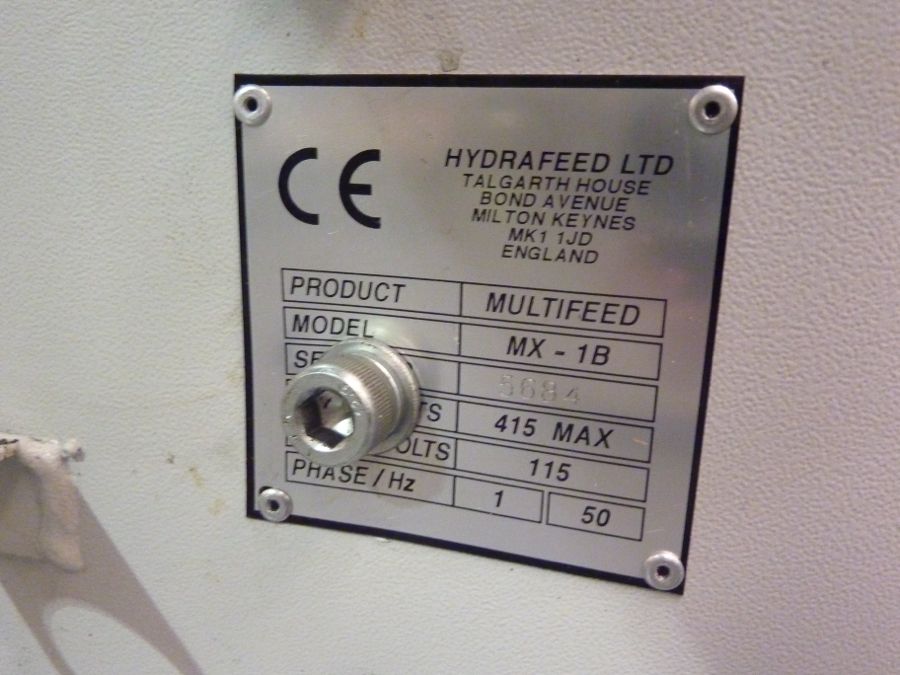 CE
HYDRAFEED LTD
TALGARTH HOUSE
BOND AVENUE
MILTON KEYNES
MK1 1JD
ENGLAND
PRODUCT MULTIFEED
MODEL MX - 1B
5684
415 MAX
115
PHASE / Hz 1 50